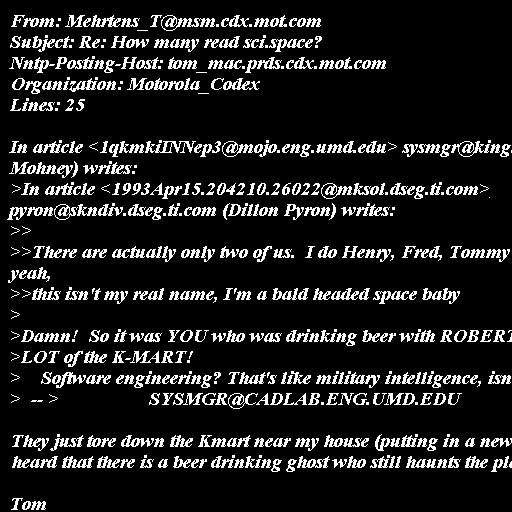 From: Mehrtens_T@msm.cdx.mot.com
Subject: Re: How many read sci.space?
Nntp-Posting-Host: tom_mac.prds.cdx.mot.com
Organization: Motorola_Codex
Lines: 25

In article <1qkmkiINNep3@mojo.eng.umd.edu> sysmgr@king
Mohney) writes:
>In article <1993Apr15.204210.26022@mksol.dseg.ti.com>
pyron@skndiv.dseg.ti.com (Dillon Pyron) writes:
>>
>>There are actually only two of us.  I do Henry, Fred, Tommy
yeah,
>>this isn't my real name, I'm a bald headed space baby
>
>Damn!  So it was YOU who was drinking beer with ROBERT
>LOT of the K-MART!
>    Software engineering? That's like military intelligence, isn
>  -- >                  SYSMGR@CADLAB.ENG.UMD.EDU

They just tore down the Kmart near my house (putting in a new
heard that there is a beer drinking ghost who still haunts the pl

Tom